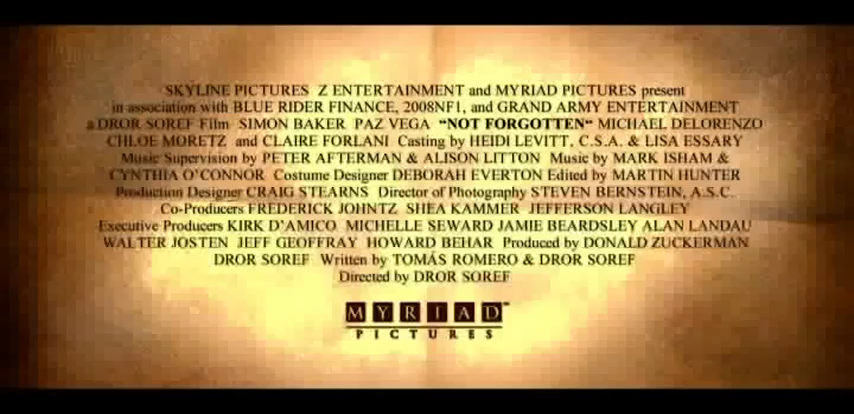 SKYLINE PICTURES Z ENTERTAINMENT and MYRIAD PICTURES present
in association with BLUE RIDER FINANCE, 2008NF1, and GRAND ARMY ENTERTAINMENT
a DROR SOREF Film SIMON BAKER PAZ VEGA "NOT FORGOTTEN" MICHAEL DELORENZO
CHLOE MORETZ and CLAIRE FORLANI Casting by HEIDI LEVITT, C.S.A. & LISA ESSARY
Music Supervision by PETER AFTERMAN & ALISON LITTON Music by MARK ISHAM &
CYNTHIA O'CONNOR Costume Designer DEBORAH EVERTON Edited by MARTIN HUNTER
Production Designer CRAIG STEARNS Director of Photography STEVEN BERNSTEIN, A.S.C.
Co-Producers FREDERICK JOHNTZ SHEA KAMMER JEFFERSON LANGLEY
Executive Producers KIRK D'AMICO MICHELLE SEWARD JAMIE BEARDSLEY ALAN LANDAU
WALTER JOSTEN JEFF GEOFFRAY HOWARD BEHAR Produced by DONALD ZUCKERMAN
DROR SOREF Written by TOMÁS ROMERO & DROR SOREF
Directed by DROR SOREF
MYRIAD™
PICTURES